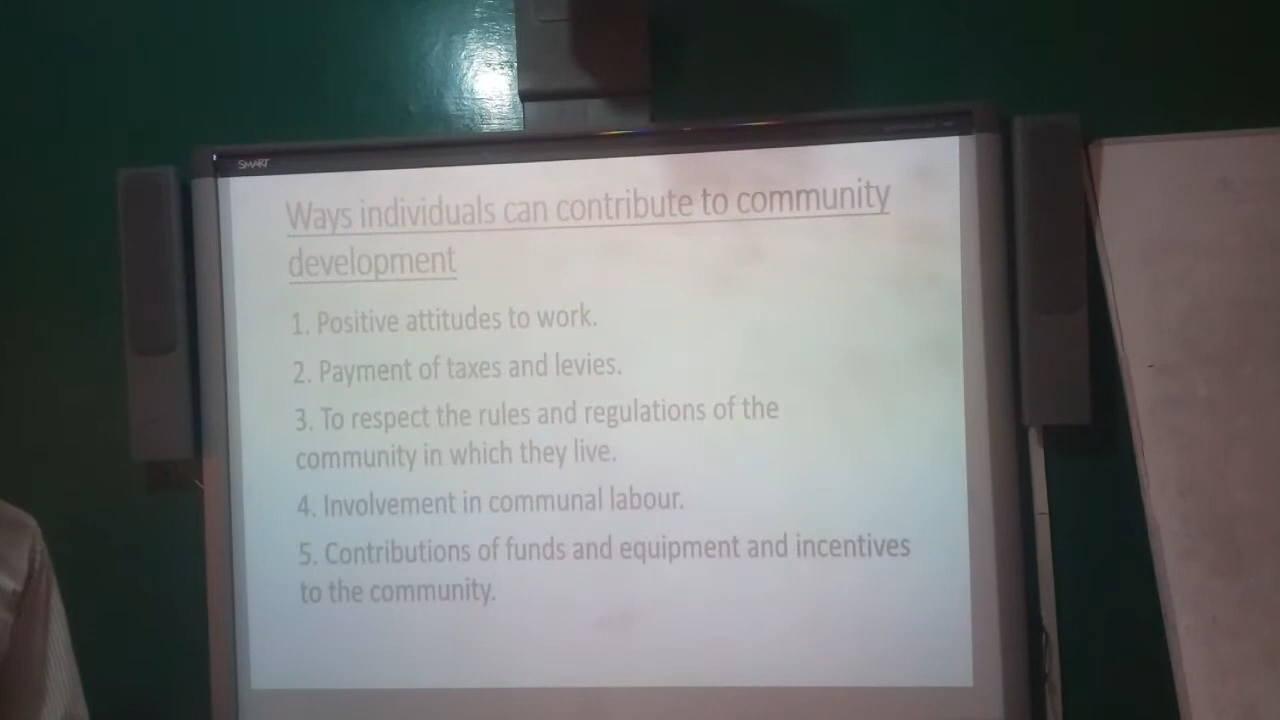 SMART
Ways individuals can contribute to community
development
1. Positive attitudes to work.
2. Payment of taxes and levies.
3. To respect the rules and regulations of the
community in which they live.
4. Involvement in communal labour.
5. Contributions of funds and equipment and incentives
to the community.